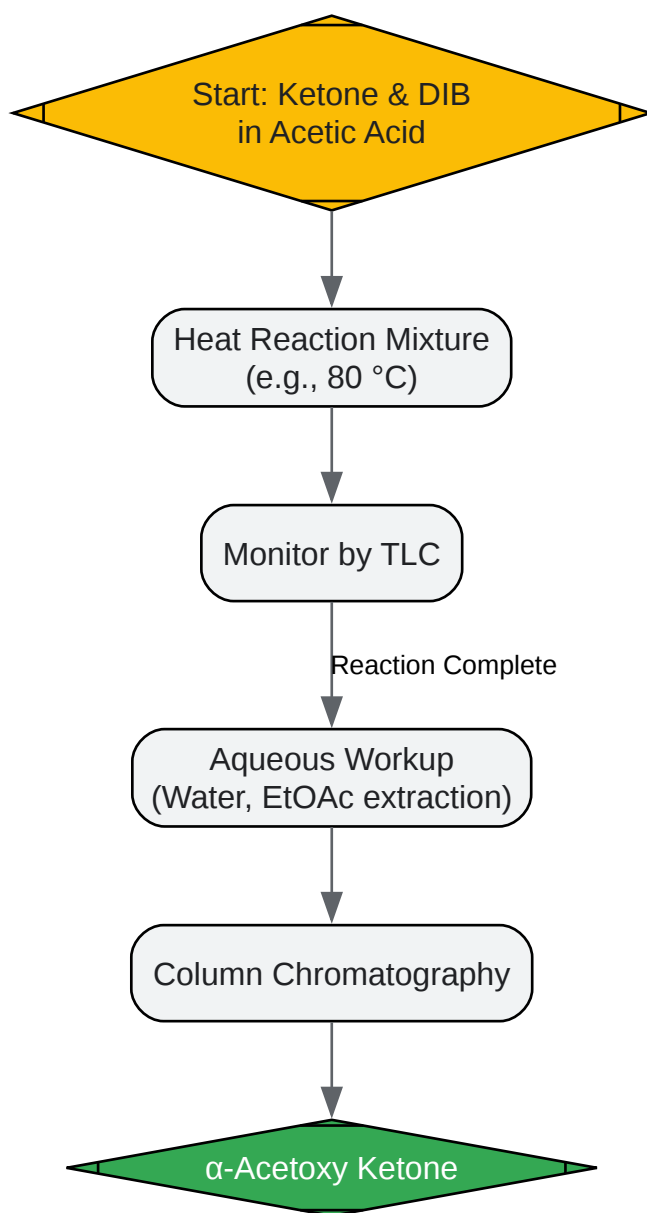 Start: Ketone & DIB
in Acetic Acid
Heat Reaction Mixture
(e.g., 80 °C)
Monitor by TLC
Reaction Complete
Aqueous Workup
(Water, EtOAc extraction)
Column Chromatography
α-Acetoxy Ketone